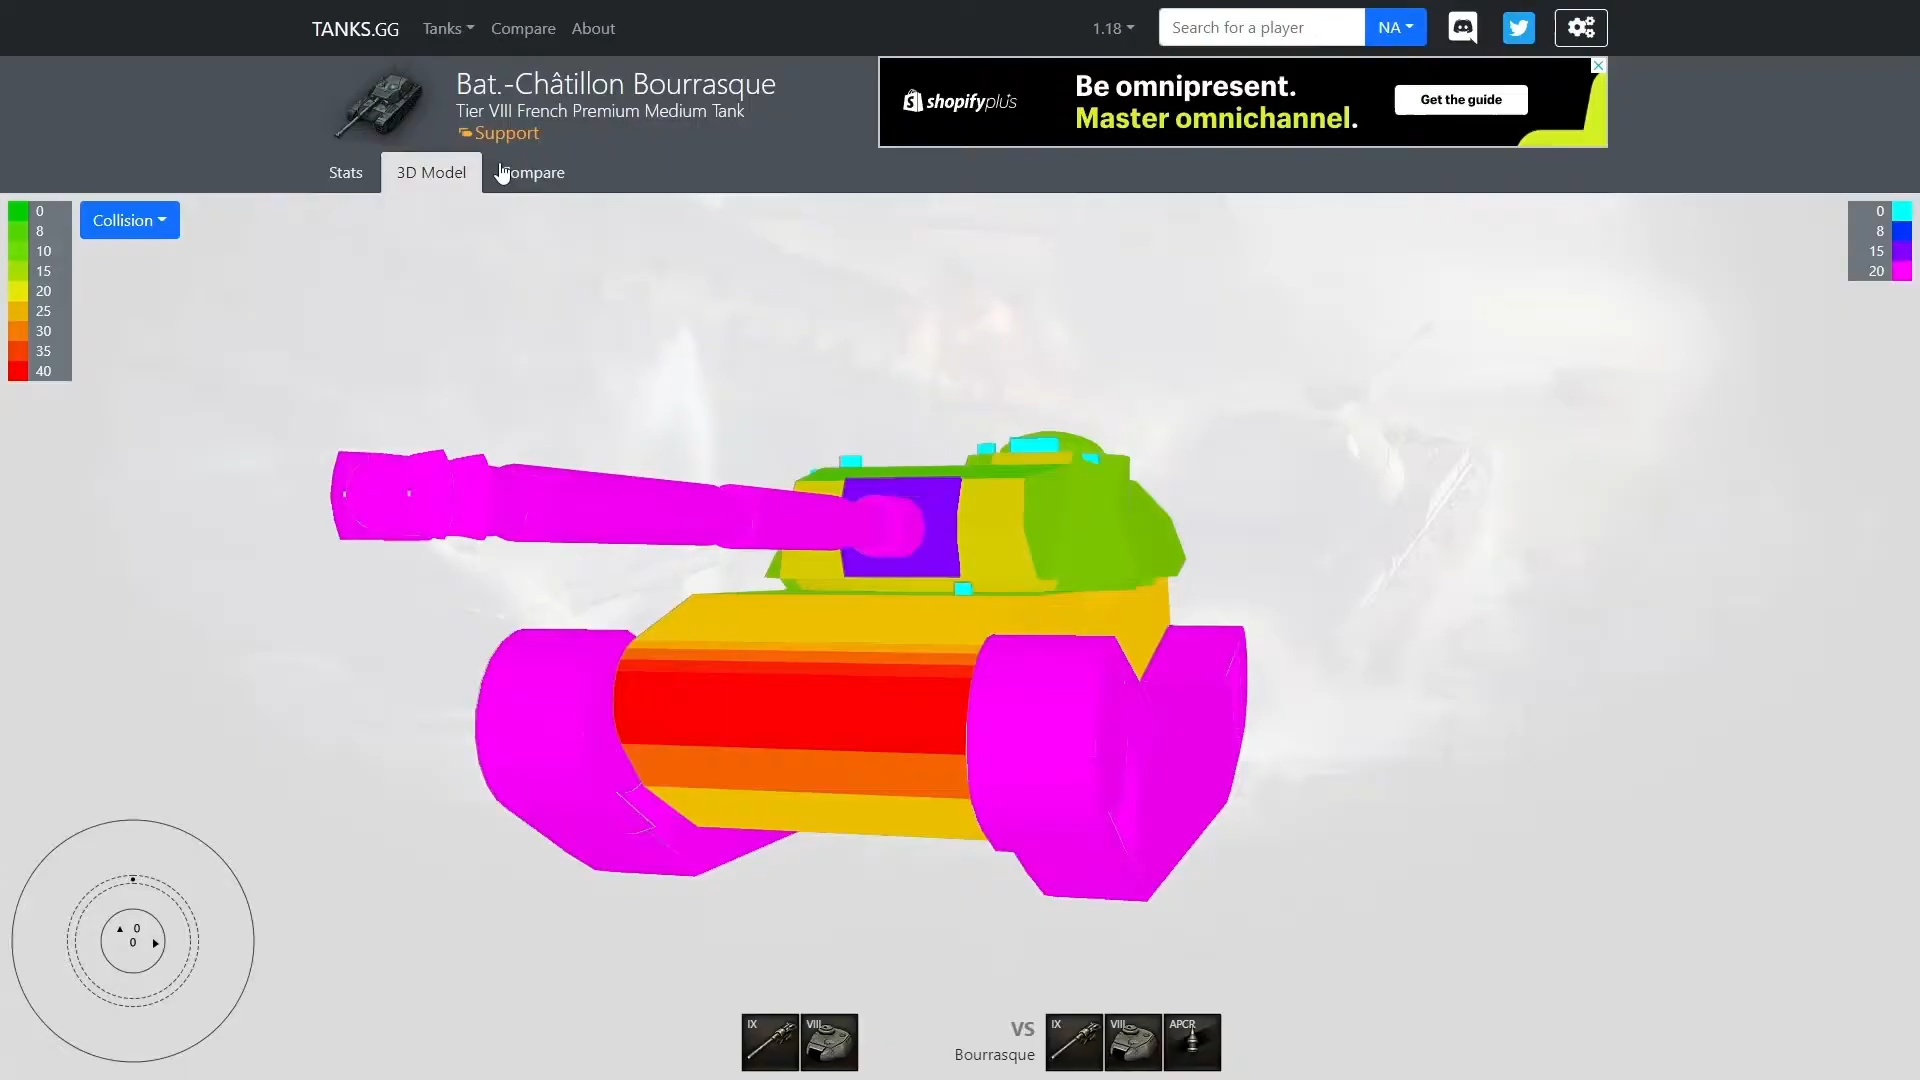 TANKS.GG Tanks Compare About 1.18 Search for a player NA
Bat.-Châtillon Bourrasque
Tier VIII French Premium Medium Tank
Support
shopifyplus
Be omnipresent.
Master omnichannel.
Get the guide
Stats 3D Model Compare
Collision
0
8
10
15
20
25
30
35
40
0
8
15
20
0
0
IX VIII
VS
Bourrasque
IX VIII APCR